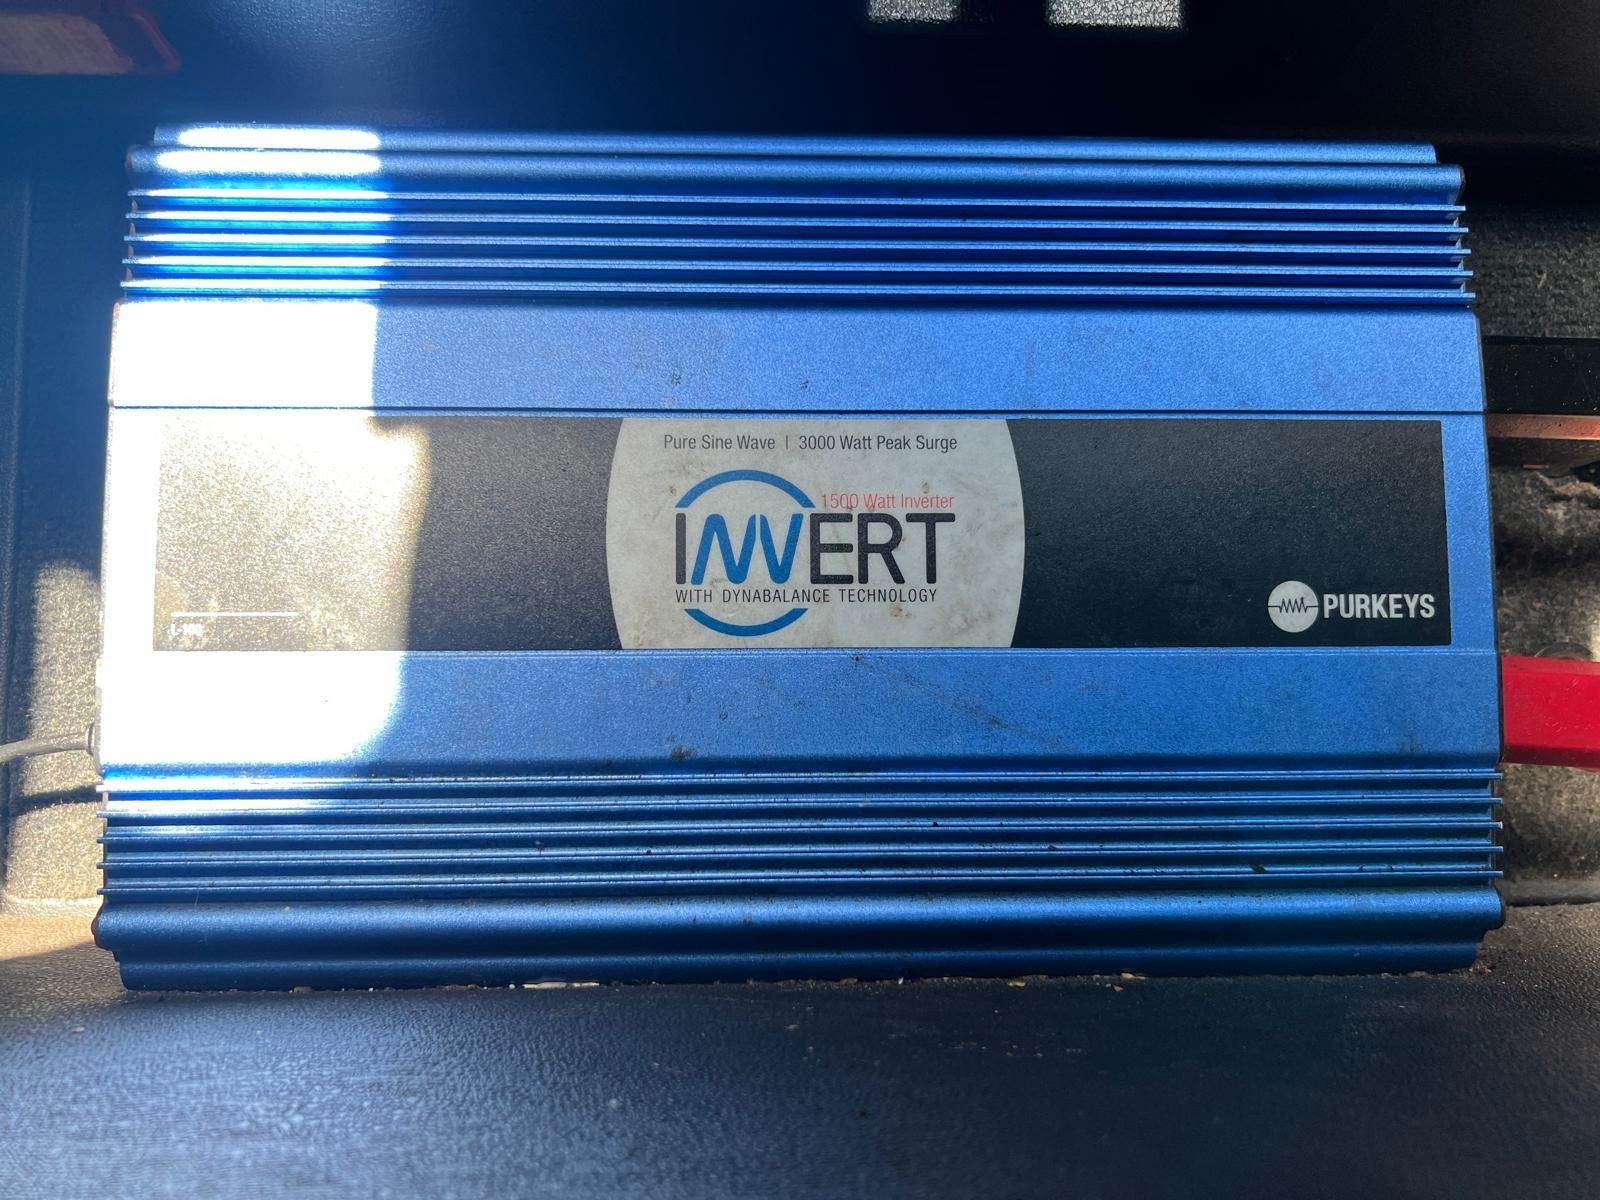 Pure Sine Wave | 3000 Watt Peak Surge
1500 Watt Inverter
INVERT
WITH DYNABALANCE TECHNOLOGY
PURKEYS